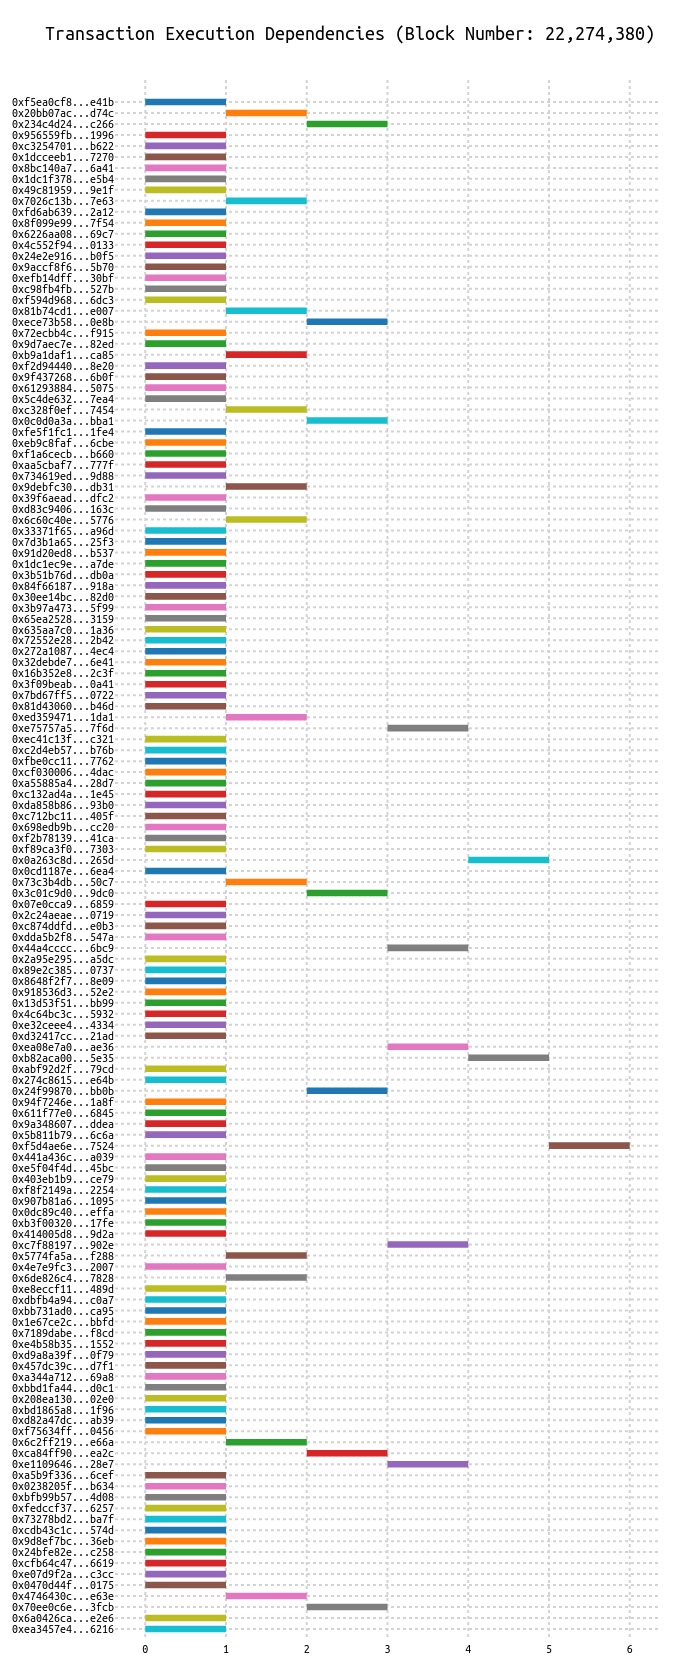 Transaction Execution Dependencies (Block Number: 22,274,380)
0xf5ea0cf8...e41b
0x20bb07ac...d74c
0x234c4d24...c266
0x956559fb...1996
0xc3254701...b622
0x1dcceeb1...7270
0x8bc140a7...6a41
0x1dc1f378...e5b4
0x49c81959...9e1f
0x7026c13b...7e63
0xfd6ab639...2a12
0x8f099e99...7f54
0x6226aa08...69c7
0x4c552f94...0133
0x24e2e916...b0f5
0x9accf8f6...5b70
0xefb14dff...30bf
0xc98fb4fb...527b
0xf594d968...6dc3
0x81b74cd1...e007
0xece73b58...0e8b
0x72ecbb4c...f915
0x9d7aec7e...82ed
0xb9a1daf1...ca85
0xf2d94440...8e20
0x9f437268...6b0f
0x61293884...5075
0x5c4de632...7ea4
0xc328f0ef...7454
0x0c0d0a3a...bba1
0xfe5f1fc1...1fe4
0xeb9c8faf...6cbe
0xf1a6cecb...b660
0xaa5cbaf7...777f
0x734619ed...9d88
0x9debfc30...db31
0x39f6aead...dfc2
0xd83c9406...163c
0x6c60c40e...5776
0x33371f65...a96d
0x7d3b1a65...25f3
0x91d20ed8...b537
0x1dc1ec9e...a7de
0x3b51b76d...db0a
0x84f66187...918a
0x30ee14bc...82d0
0x3b97a473...5f99
0x65ea2528...3159
0x635aa7c0...1a36
0x72552e28...2b42
0x272a1087...4ec4
0x32debde7...6e41
0x16b352e8...2c3f
0x3f09beab...0a41
0x7bd67ff5...0722
0x81d43060...b46d
0xed359471...1da1
0xe75757a5...7f6d
0xec41c13f...c321
0xc2d4eb57...b76b
0xfbe0cc11...7762
0xcf030006...4dac
0xa55885a4...28d7
0xc132ad4a...1e45
0xda858b86...93b0
0xc712bc11...405f
0x698edb9b...cc20
0xf2b78139...41ca
0xf89ca3f0...7303
0x0a263c8d...265d
0x0cd1187e...6ea4
0x73c3b4db...50c7
0x3c01c9d0...9dc0
0x07e0cca9...6859
0x2c24aeae...0719
0xc874ddfd...e0b3
0xdda5b2f8...547a
0x44a4cccc...6bc9
0x2a95e295...a5dc
0x89e2c385...0737
0x8648f2f7...8e09
0x918536d3...52e2
0x13d53f51...bb99
0x4c64bc3c...5932
0xe32ceee4...4334
0xd32417cc...21ad
0xea08e7a0...ae36
0xb82aca00...5e35
0xabf92d2f...79cd
0x274c8615...e64b
0x24f99870...bb0b
0x94f7246e...1a8f
0x611f77e0...6845
0x9a348607...ddea
0x5b811b79...6c6a
0xf5d4ae6e...7524
0x441a436c...a039
0xe5f04f4d...45bc
0x403eb1b9...ce79
0xf8f2149a...2254
0x907b81a6...1095
0x0dc89c40...effa
0xb3f00320...17fe
0x414005d8...9d2a
0xc7f88197...902e
0x5774fa5a...f288
0x4e7e9fc3...2007
0x6de826c4...7828
0xe8eccf11...489d
0xdbfb4a94...c0a7
0xbb731ad0...ca95
0x1e67ce2c...bbfd
0x7189dabe...f8cd
0xe4b58b35...1552
0xd9a8a39f...0f79
0x457dc39c...d7f1
0xa344a712...69a8
0xbbd1fa44...d0c1
0x208ea130...02e0
0xbd1865a8...1f96
0xd82a47dc...ab39
0xf75634ff...0456
0x6c2ff219...e66a
0xca84ff90...ea2c
0xe1109646...28e7
0xa5b9f336...6cef
0x0238205f...b634
0xbfb99b57...4d08
0xfedccf37...6257
0x73278bd2...ba7f
0xcdb43c1c...574d
0x9d8ef7bc...36eb
0x24bfe82e...c258
0xcfb64c47...6619
0xe07d9f2a...c3cc
0x0470d44f...0175
0x4746430c...e63e
0x70ee0c6e...3fcb
0x6a0426ca...e2e6
0xea3457e4...6216
0 1 2 3 4 5 6